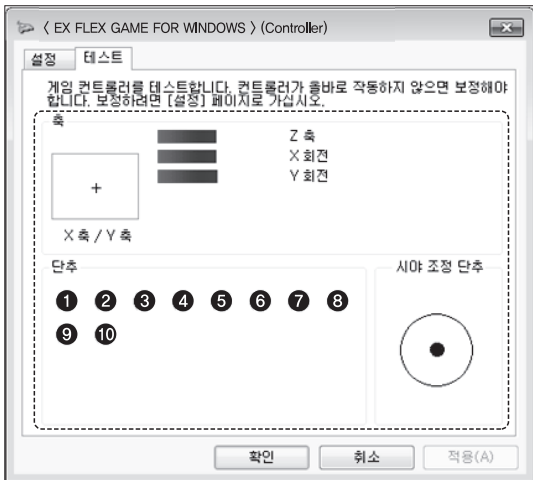 〈 EX FLEX GAME FOR WINDOWS 〉(Controller)
설정 테스트
게임 컨트롤러를 테스트합니다. 컨트롤러가 올바로 작동하지 않으면 보정해야
합니다. 보정하려면 [설정] 페이지로 가십시오.
축
Z 축
X 회전
Y 회전
X 축 / Y 축
단추
1 2 3 4 5 6 7 8
9 10
시야 조정 단추
확인 취소 적용(A)